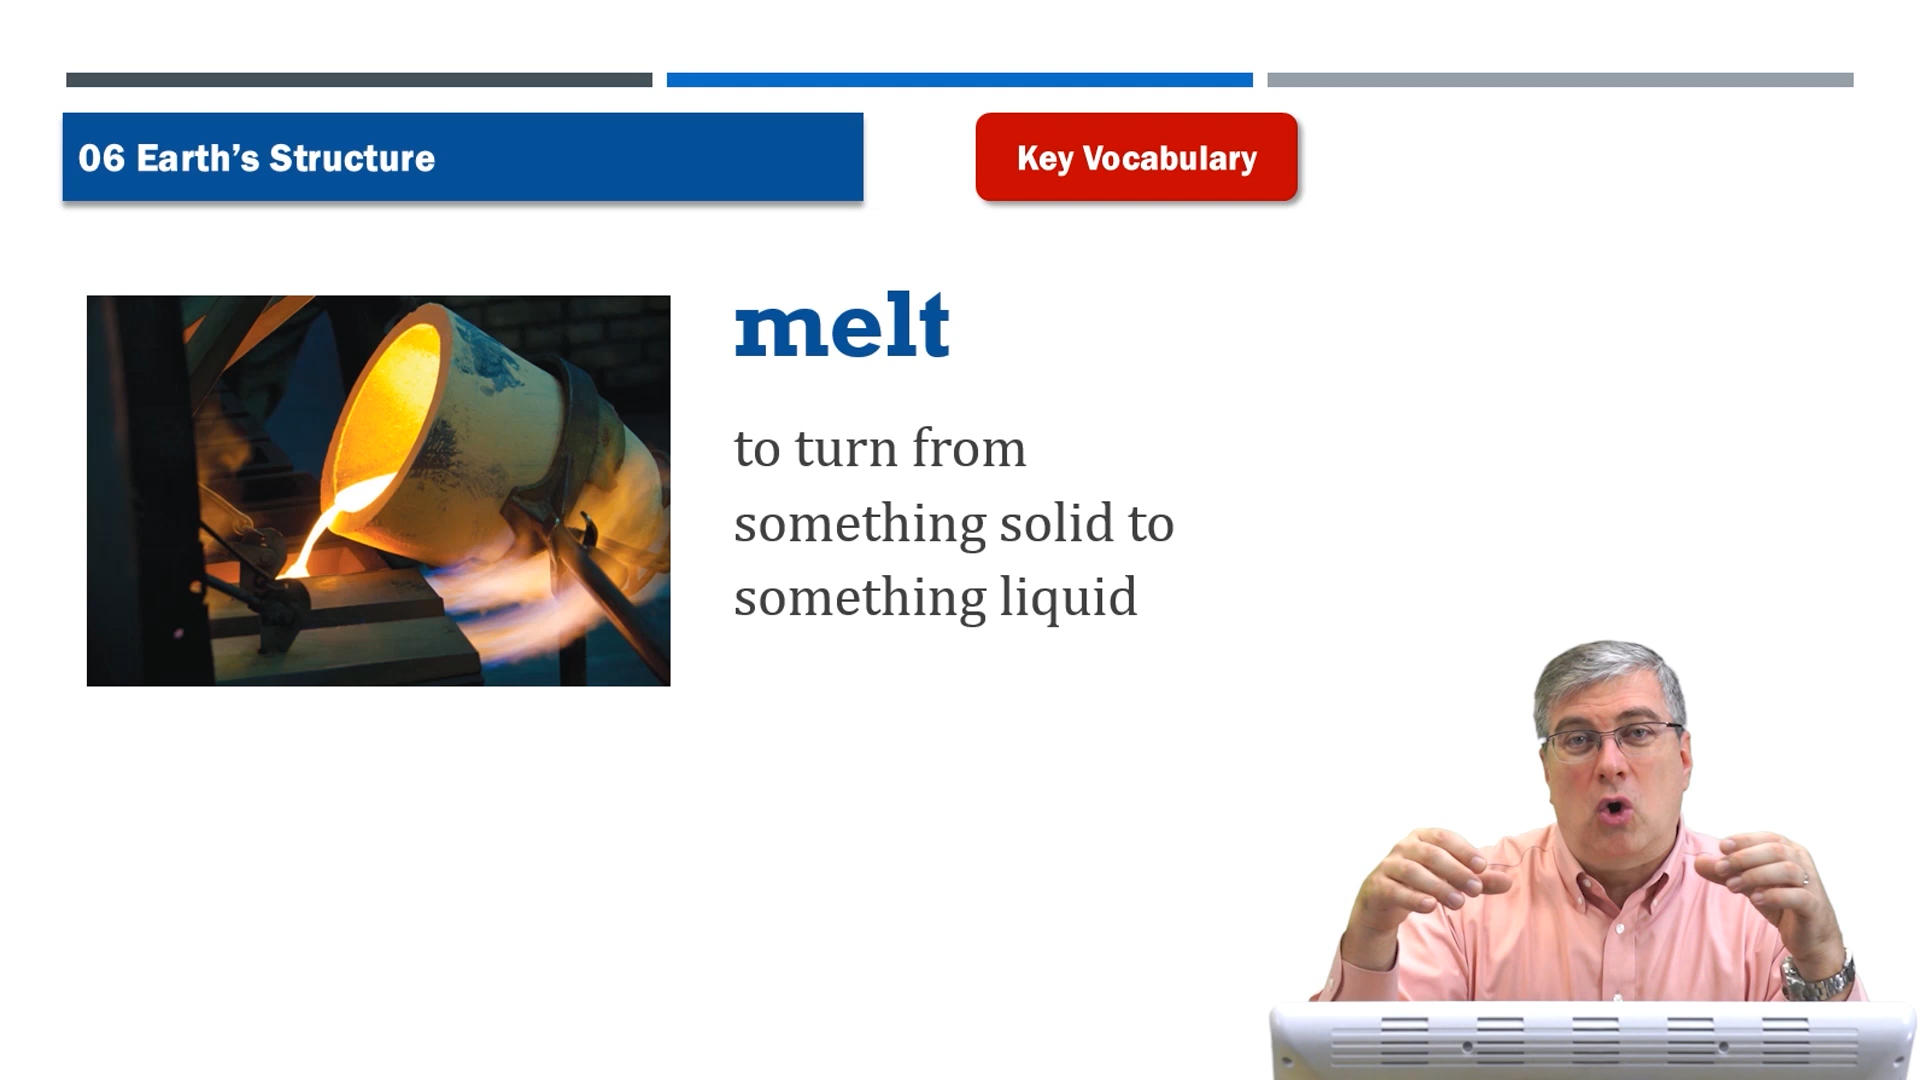 06 Earth’s Structure
Key Vocabulary
melt
to turn from
something solid to
something liquid